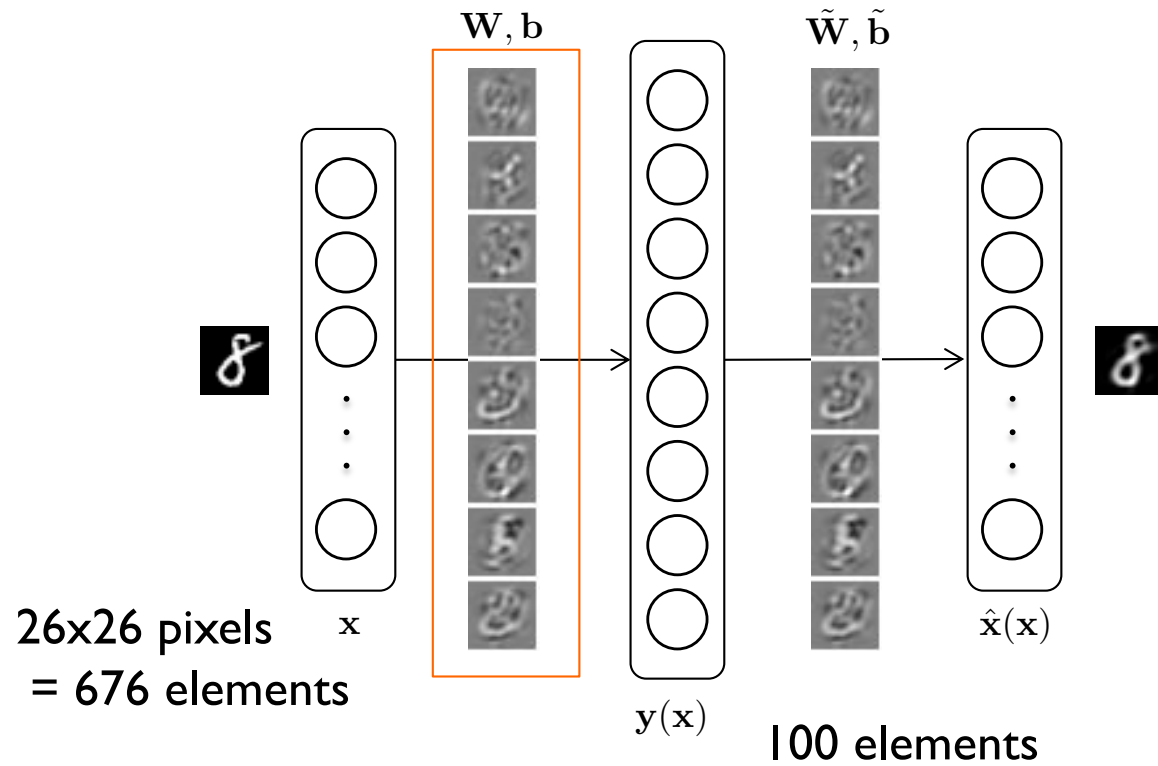 W, b
W̃, b̃
26x26 pixels
= 676 elements
x
x̂(x)
y(x)
100 elements